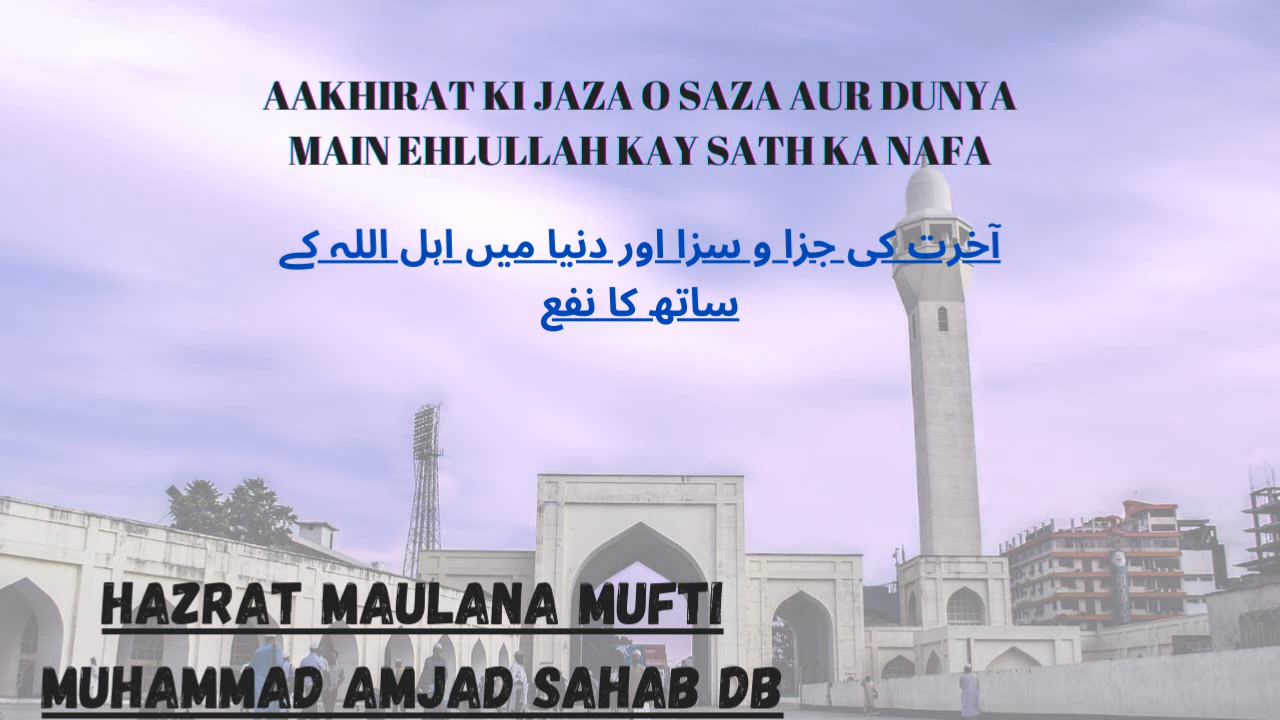 AAKHIRAT KI JAZA O SAZA AUR DUNYA
MAIN EHLULLAH KAY SATH KA NAFA
آخرت کی جزا و سزا اور دنیا میں اہل اللہ کے
ساتھ کا نفع
HAZRAT MAULANA MUFTI
MUHAMMAD AMJAD SAHAB DB